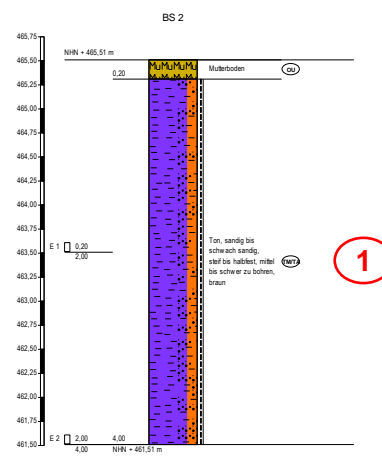 BS 2
465,75
NHN + 465,51 m
465,50
MuMuMuMu
Mutterboden
OU
0,20
465,25
465,00
464,75
464,50
464,25
464,00
463,75
Ton, sandig bis
schwach sandig,
steif bis halbfest, mittel
bis schwer zu bohren,
braun
TM/TA
1
463,50
E 1 0,20
2,00
463,25
463,00
462,75
462,50
462,25
462,00
461,75
461,50
E 2 2,00
4,00
4,00
NHN + 461,51 m